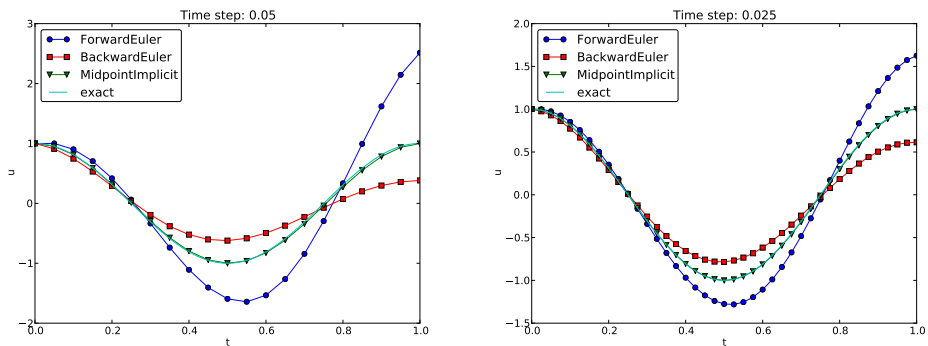 Time step: 0.05
3
2
1
0
−1
−2
u
ForwardEuler
BackwardEuler
MidpointImplicit
exact
0.0 0.2 0.4 0.6 0.8 1.0
t
Time step: 0.025
2.0
1.5
1.0
0.5
0.0
−0.5
−1.0
−1.5
u
ForwardEuler
BackwardEuler
MidpointImplicit
exact
0.0 0.2 0.4 0.6 0.8 1.0
t